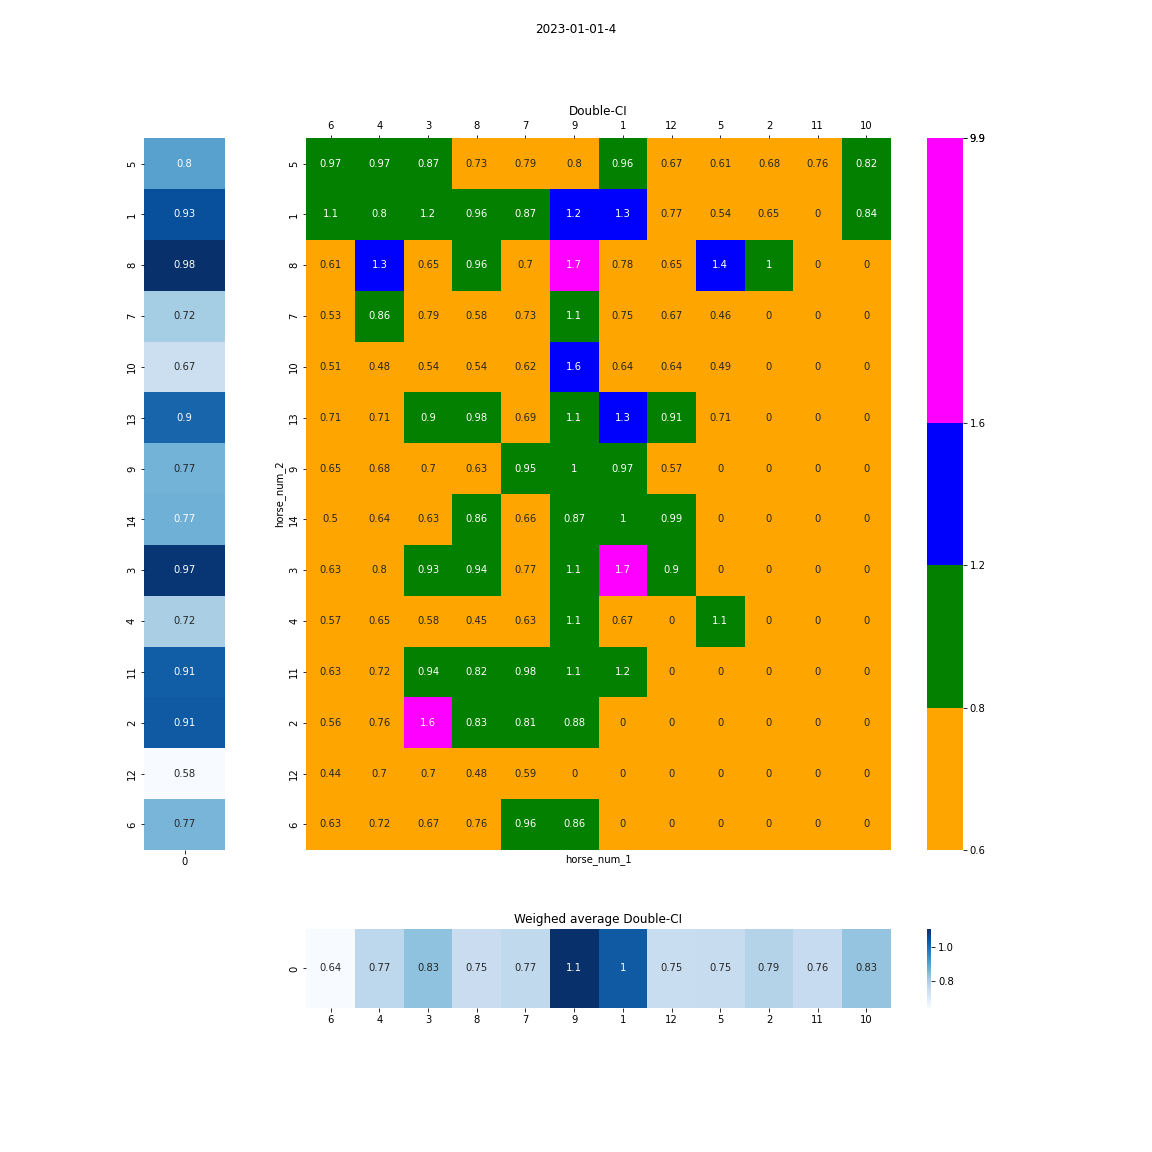 2023-01-01-4
Double-CI
6 4 3 8 7 9 1 12 5 2 11 10
9.9
5 0.8 5 0.97 0.97 0.87 0.73 0.79 0.8 0.96 0.67 0.61 0.68 0.76 0.82
1 0.93 1 1.1 0.8 1.2 0.96 0.87 1.2 1.3 0.77 0.54 0.65 0 0.84
8 0.98 8 0.61 1.3 0.65 0.96 0.7 1.7 0.78 0.65 1.4 1 0 0
7 0.72 7 0.53 0.86 0.79 0.58 0.73 1.1 0.75 0.67 0.46 0 0 0
10 0.67 10 0.51 0.48 0.54 0.54 0.62 1.6 0.64 0.64 0.49 0 0 0
13 0.9 13 0.71 0.71 0.9 0.98 0.69 1.1 1.3 0.91 0.71 0 0 0
1.6
9 0.77 9 0.65 0.68 0.7 0.63 0.95 1 0.97 0.57 0 0 0 0
horse_num_2
14 0.77 14 0.5 0.64 0.63 0.86 0.66 0.87 1 0.99 0 0 0 0
1.2
3 0.97 3 0.63 0.8 0.93 0.94 0.77 1.1 1.7 0.9 0 0 0 0
4 0.72 4 0.57 0.65 0.58 0.45 0.63 1.1 0.67 0 1.1 0 0 0
11 0.91 11 0.63 0.72 0.94 0.82 0.98 1.1 1.2 0 0 0 0 0
0.8
2 0.91 2 0.56 0.76 1.6 0.83 0.81 0.88 0 0 0 0 0 0
12 0.58 12 0.44 0.7 0.7 0.48 0.59 0 0 0 0 0 0 0
6 0.77 6 0.63 0.72 0.67 0.76 0.96 0.86 0 0 0 0 0 0
0.6
0
horse_num_1
Weighed average Double-CI
1.0
0 0.64 0.77 0.83 0.75 0.77 1.1 1 0.75 0.75 0.79 0.76 0.83
0.8
6 4 3 8 7 9 1 12 5 2 11 10